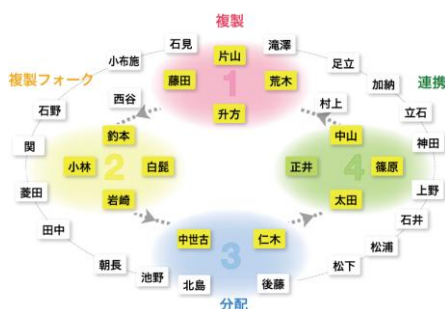 複製
石見
片山
滝澤
小布施
藤田
1
荒木
足立
複製フォーク
西谷
升方
村上
加納
連携
石野
釣本
中山
立石
関
小林
2
白髭
正井
4
篠原
神田
菱田
岩崎
太田
上野
田中
中世古
3
仁木
石井
朝長
池野
北島
分配
後藤
松下
松浦